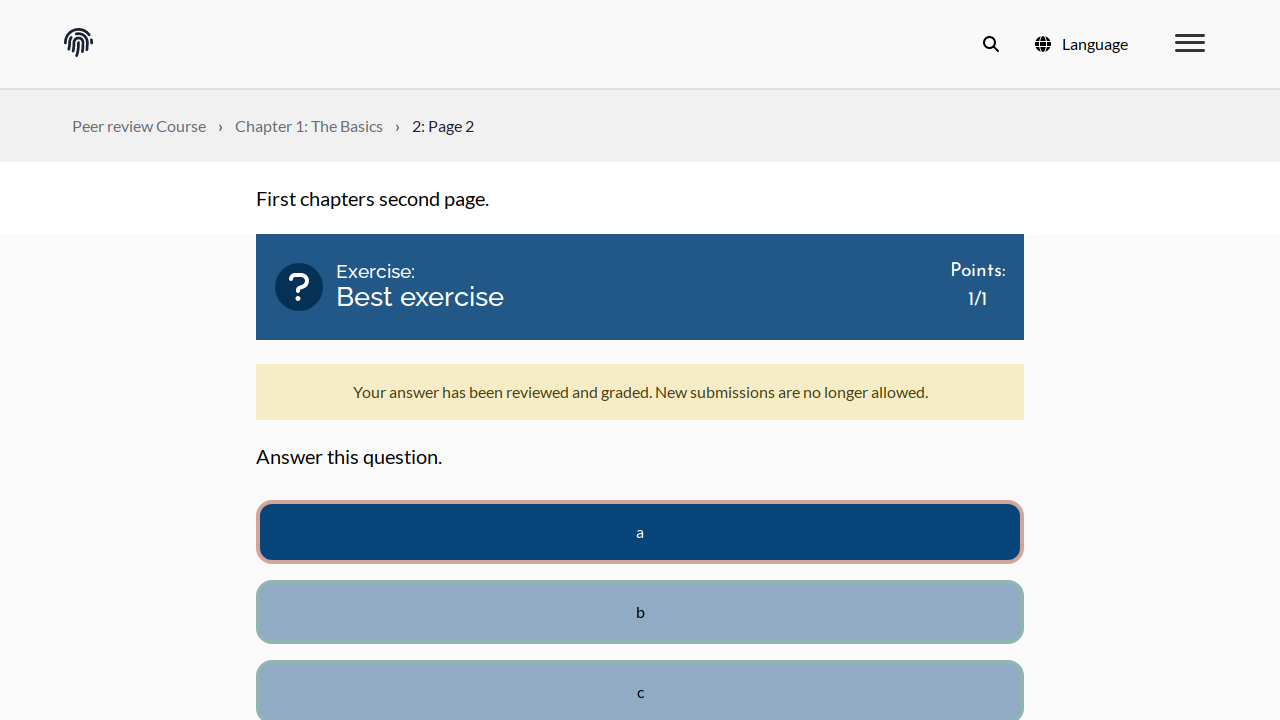 Language
Peer review Course › Chapter 1: The Basics › 2: Page 2
First chapters second page.
Exercise:
Best exercise
Points:
1/1
Your answer has been reviewed and graded. New submissions are no longer allowed.
Answer this question.
a
b
c